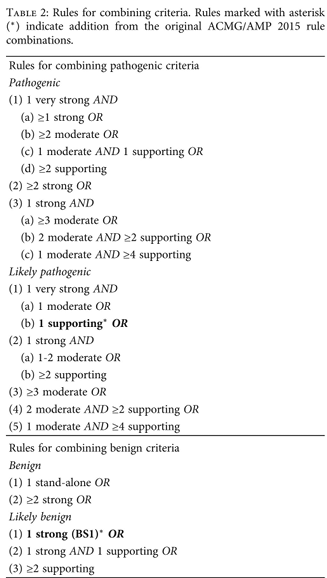 TABLE 2: Rules for combining criteria. Rules marked with asterisk
(*) indicate addition from the original ACMG/AMP 2015 rule
combinations.
Rules for combining pathogenic criteria
Pathogenic
(1) 1 very strong AND
(a) ≥1 strong OR
(b) ≥2 moderate OR
(c) 1 moderate AND 1 supporting OR
(d) ≥2 supporting
(2) ≥2 strong OR
(3) 1 strong AND
(a) ≥3 moderate OR
(b) 2 moderate AND ≥2 supporting OR
(c) 1 moderate AND ≥4 supporting
Likely pathogenic
(1) 1 very strong AND
(a) 1 moderate OR
(b) 1 supporting* OR
(2) 1 strong AND
(a) 1-2 moderate OR
(b) ≥2 supporting
(3) ≥3 moderate OR
(4) 2 moderate AND ≥2 supporting OR
(5) 1 moderate AND ≥4 supporting
Rules for combining benign criteria
Benign
(1) 1 stand-alone OR
(2) ≥2 strong OR
Likely benign
(1) 1 strong (BS1)* OR
(2) 1 strong AND 1 supporting OR
(3) ≥2 supporting